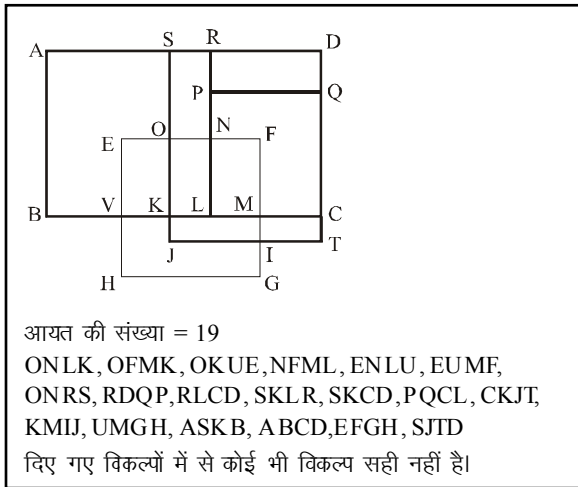 A S R D
P Q
E O N F
B V K L M C
J I T
H G
आयत की संख्या = 19
ONLK, OFMK, OKUE, NFML, ENLU, EUMF,
ONRS, RDQP, RLCD, SKLR, SKCD, PQCL, CKJT,
KMIJ, UMGH, ASKB, ABCD, EFGH, SJTD
दिए गए विकल्पों में से कोई भी विकल्प सही नहीं है।